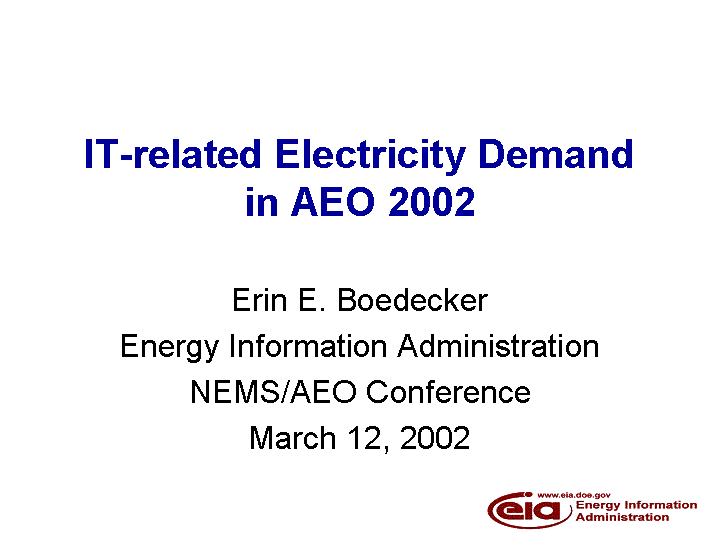 IT-related Electricity Demand
in AEO 2002
Erin E. Boedecker
Energy Information Administration
NEMS/AEO Conference
March 12, 2002
www.eia.doe.gov
eia
Energy Information
Administration